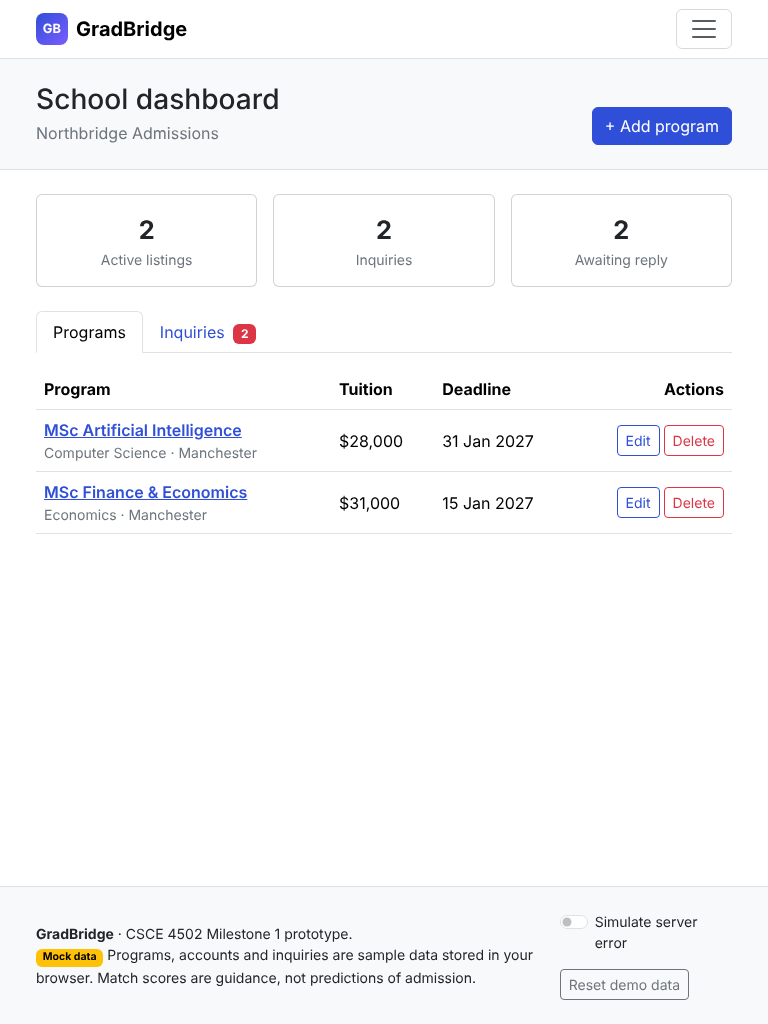 GB GradBridge
School dashboard
Northbridge Admissions
+ Add program
2
Active listings
2
Inquiries
2
Awaiting reply
Programs
Inquiries 2
Program Tuition Deadline Actions
MSc Artificial Intelligence
Computer Science · Manchester
$28,000 31 Jan 2027 Edit Delete
MSc Finance & Economics
Economics · Manchester
$31,000 15 Jan 2027 Edit Delete
GradBridge · CSCE 4502 Milestone 1 prototype.
Mock data Programs, accounts and inquiries are sample data stored in your
browser. Match scores are guidance, not predictions of admission.
Simulate server
error
Reset demo data